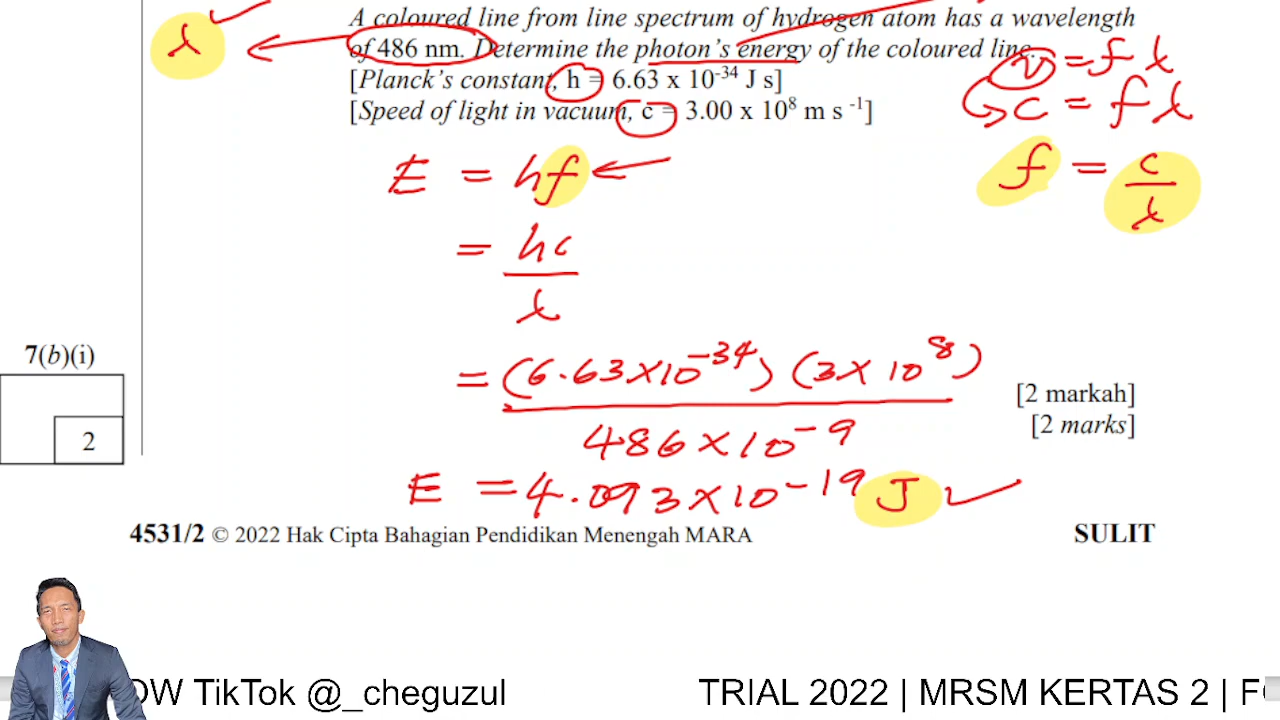 λ
A coloured line from line spectrum of hydrogen atom has a wavelength
of 486 nm. Determine the photon's energy of the coloured line.
[Planck's constant, h = 6.63 x 10⁻³⁴ J s]
[Speed of light in vacuum, c = 3.00 x 10⁸ m s ⁻¹]
v = fλ
c = fλ
f = c/λ
E = hf
= hc/λ
= (6.63×10⁻³⁴) (3×10⁸)
486×10⁻⁹
E = 4.093×10⁻¹⁹ J
7(b)(i)
2
[2 markah]
[2 marks]
4531/2 © 2022 Hak Cipta Bahagian Pendidikan Menengah MARA
SULIT
OW TikTok @_cheguzul
TRIAL 2022 | MRSM KERTAS 2 |